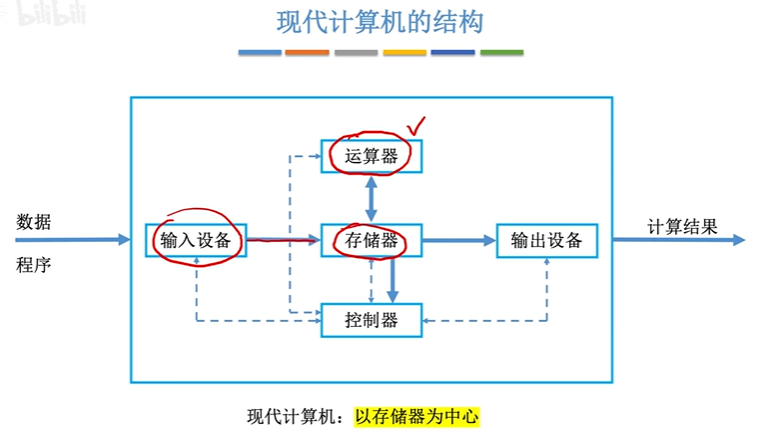 bilibili
现代计算机的结构
运算器
数据
程序
输入设备
存储器
输出设备
计算结果
控制器
现代计算机：以存储器为中心